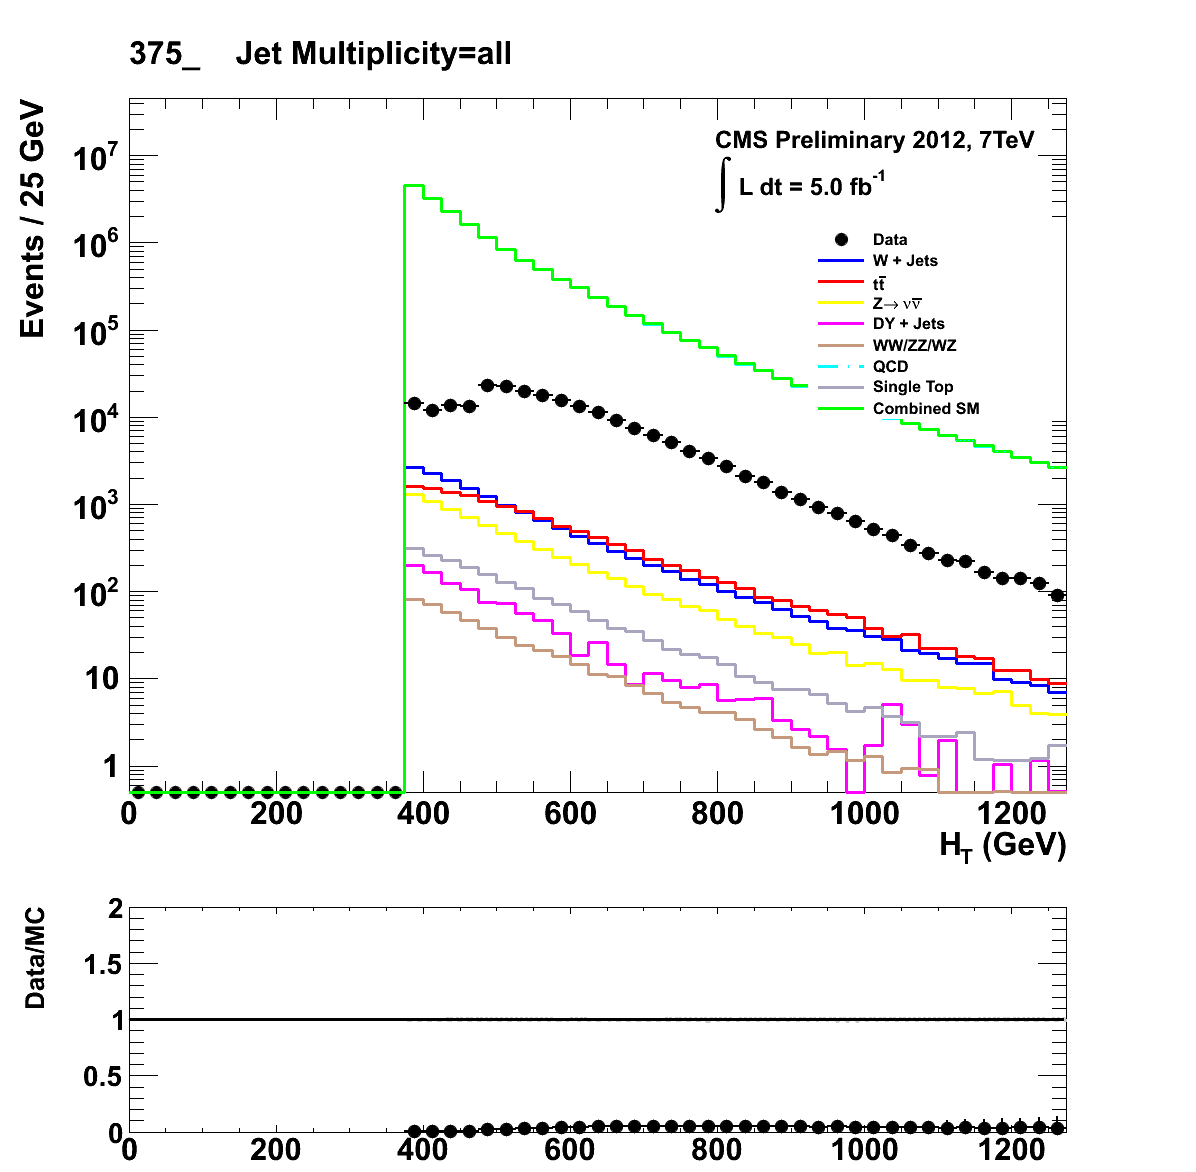 375_ Jet Multiplicity=all
Events / 25 GeV
10⁷
10⁶
10⁵
10⁴
10³
10²
10
1
CMS Preliminary 2012, 7TeV
∫ L dt = 5.0 fb⁻¹
Data
W + Jets
tt̅
Z→ νν̅
DY + Jets
WW/ZZ/WZ
QCD
Single Top
Combined SM
0 200 400 600 800 1000 1200
H_T (GeV)
Data/MC
2
1.5
1
0.5
0
0 200 400 600 800 1000 1200